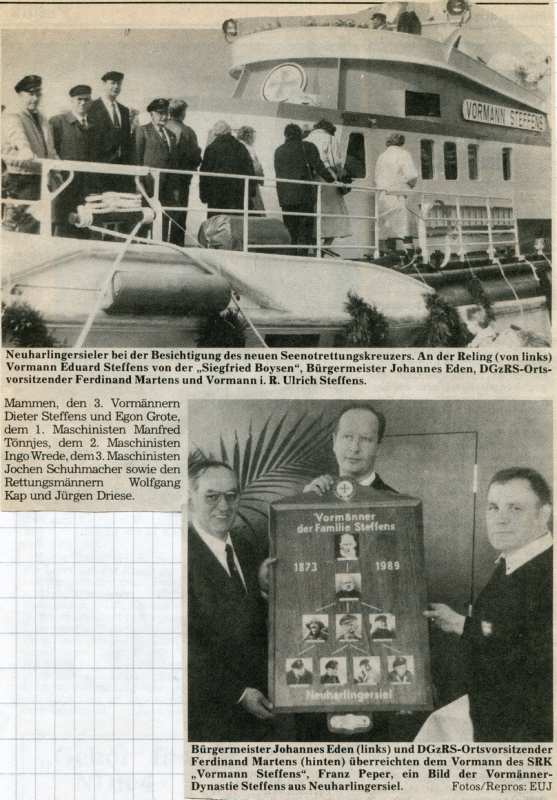 VORMANN STEFFENS
Neuharlingersieler bei der Besichtigung des neuen Seenotrettungskreuzers. An der Reling (von links)
Vormann Eduard Steffens von der „Siegfried Boysen“, Bürgermeister Johannes Eden, DGzRS-Orts-
vorsitzender Ferdinand Martens und Vormann i. R. Ulrich Steffens.
Mammen, den 3. Vormännern
Dieter Steffens und Egon Grote,
dem 1. Maschinisten Manfred
Tönnjes, dem 2. Maschinisten
Ingo Wrede, dem 3. Maschinisten
Jochen Schuhmacher sowie den
Rettungsmännern Wolfgang
Kap und Jürgen Driese.
Vormänner
der Familie Steffens
1873 1989
Neuharlingersiel
Bürgermeister Johannes Eden (links) und DGzRS-Ortsvorsitzender
Ferdinand Martens (hinten) überreichten dem Vormann des SRK
„Vormann Steffens“, Franz Peper, ein Bild der Vormänner-
Dynastie Steffens aus Neuharlingersiel. Fotos/Repros: EUJ